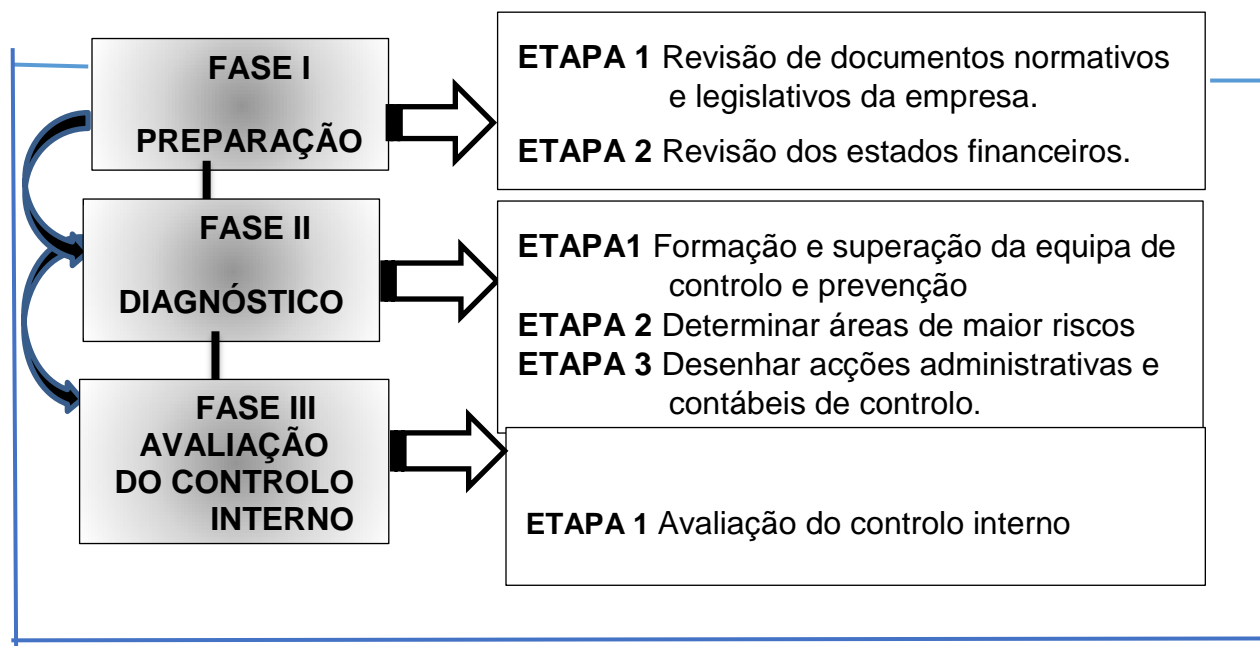 FASE I
PREPARAÇÃO
ETAPA 1 Revisão de documentos normativos
e legislativos da empresa.
ETAPA 2 Revisão dos estados financeiros.
FASE II
DIAGNÓSTICO
ETAPA1 Formação e superação da equipa de
controlo e prevenção
ETAPA 2 Determinar áreas de maior riscos
ETAPA 3 Desenhar acções administrativas e
contábeis de controlo.
FASE III
AVALIAÇÃO
DO CONTROLO
INTERNO
ETAPA 1 Avaliação do controlo interno